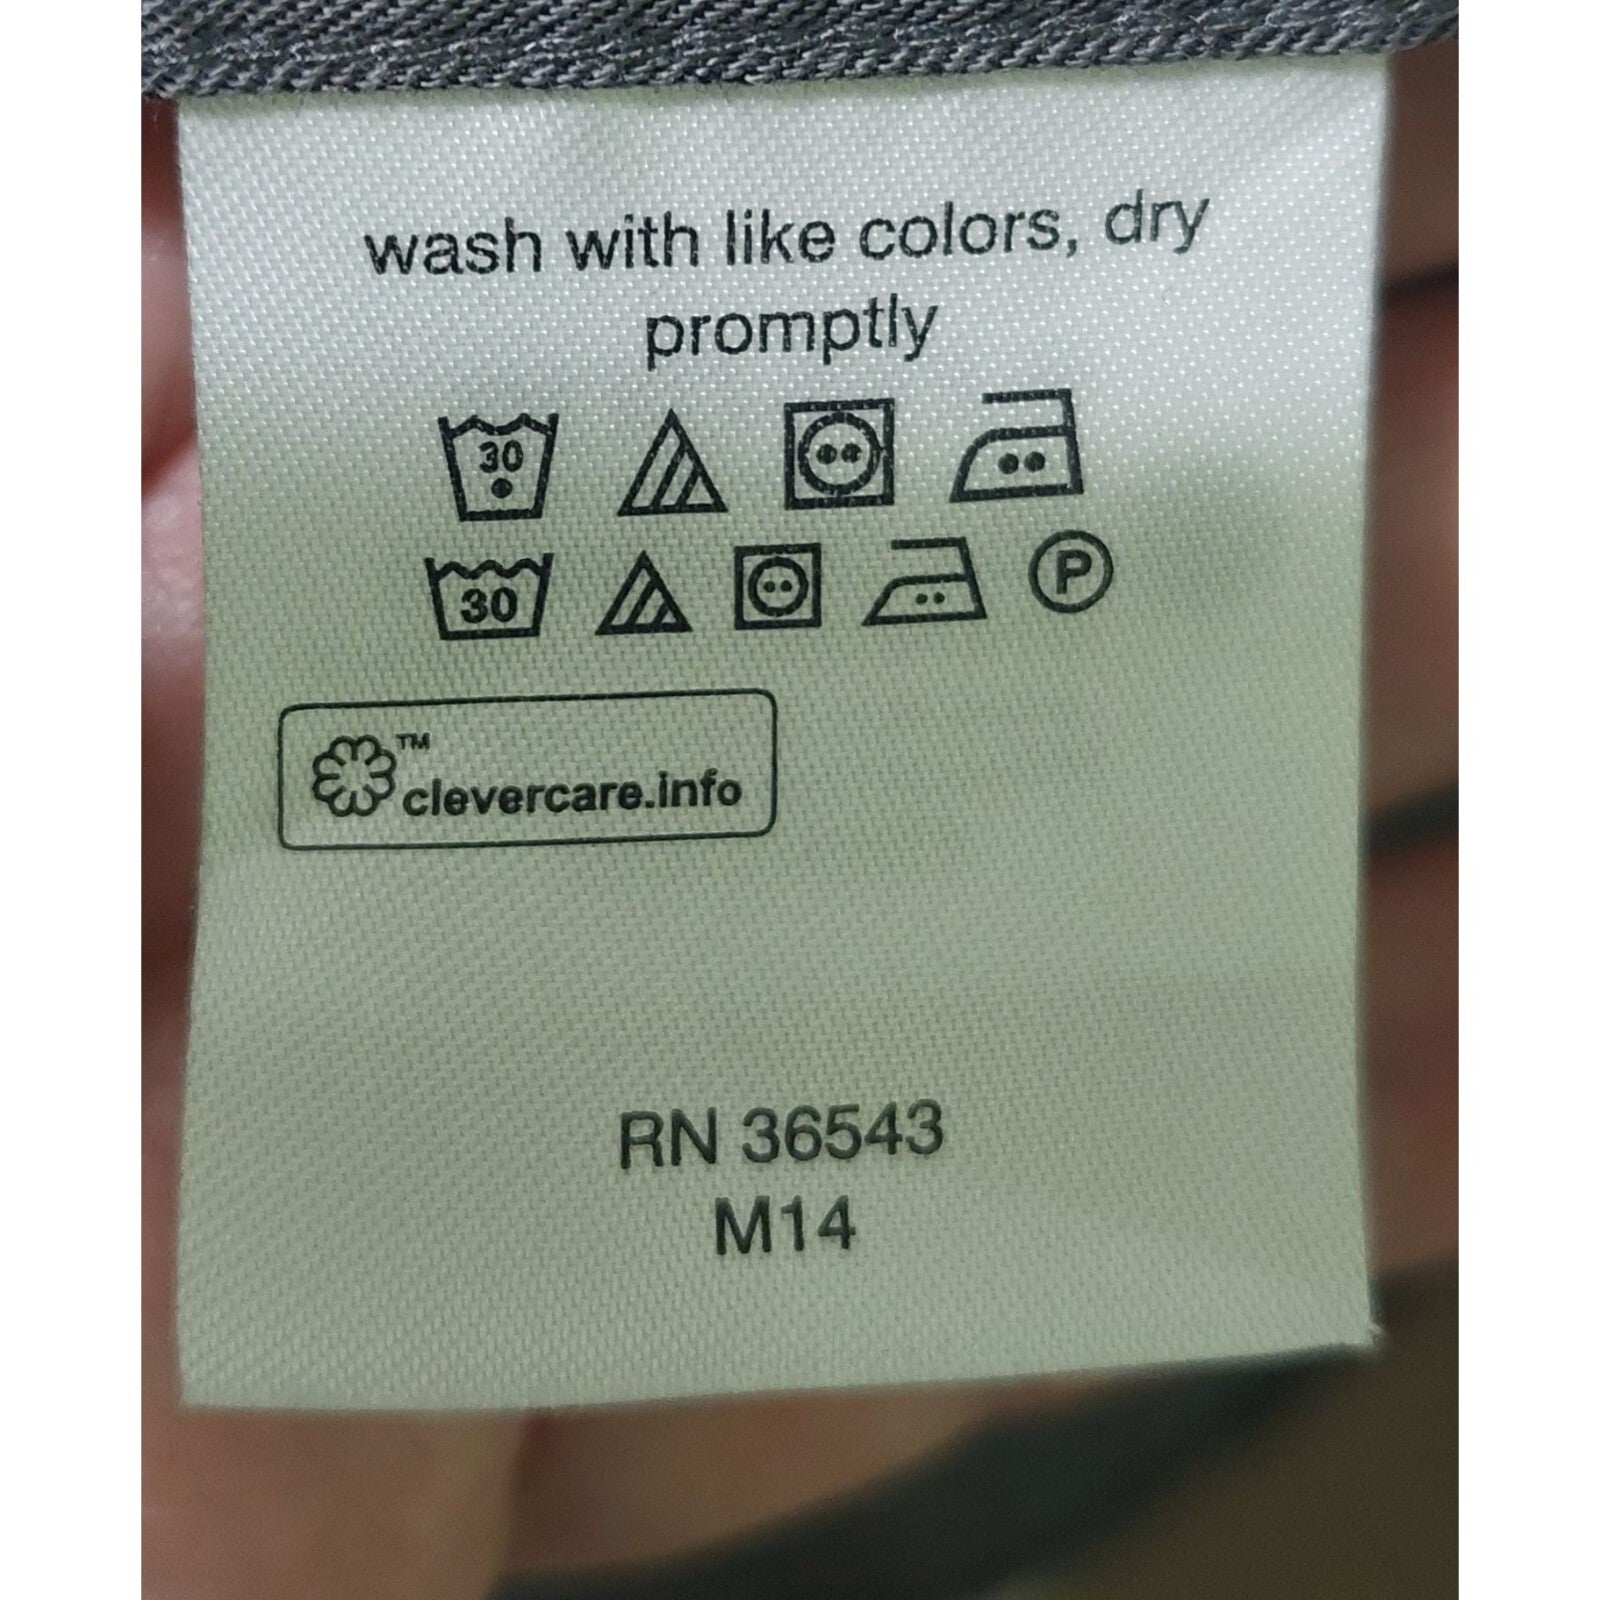 wash with like colors, dry
promptly
30
30 P
™
clevercare.info
RN 36543
M14